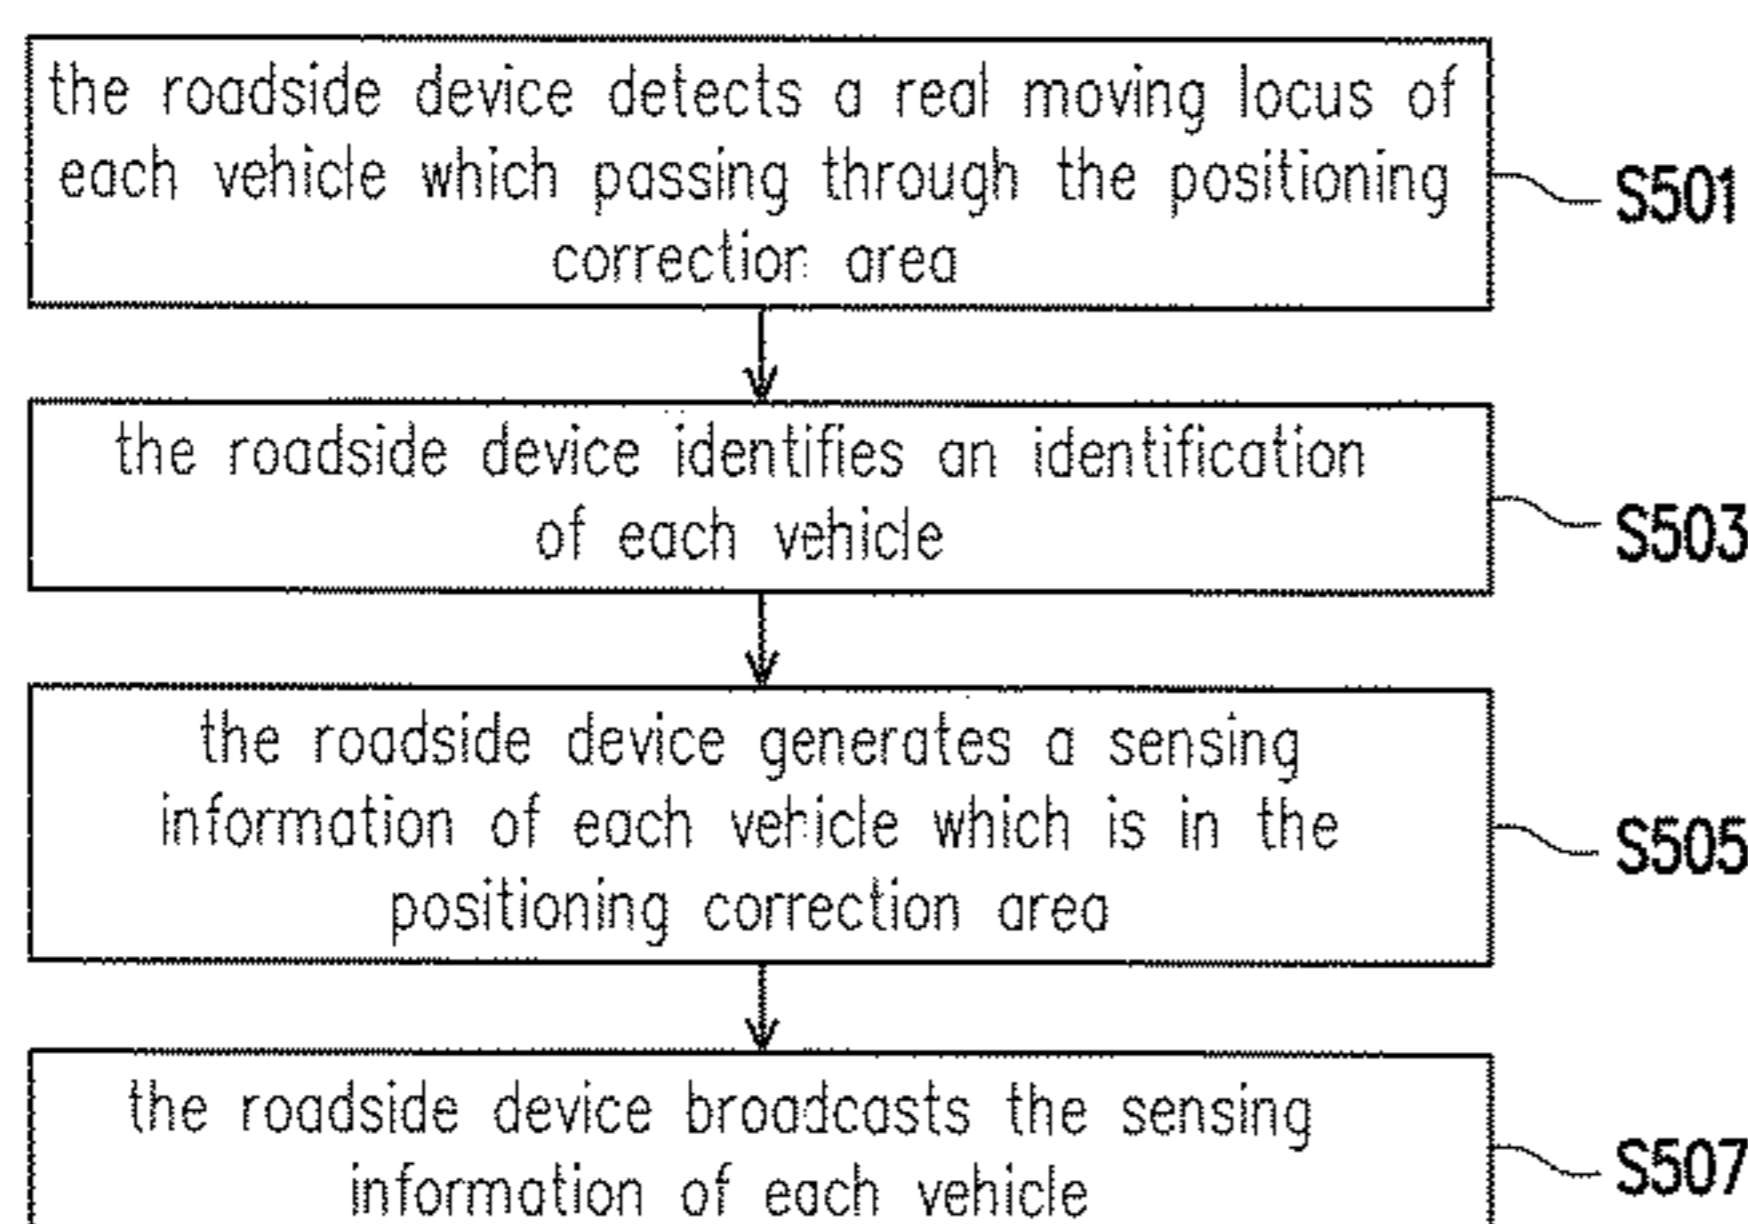 the roadside device detects a real moving locus of
each vehicle which passing through the positioning
correction area
S501
the roadside device identifies an identification
of each vehicle
S503
the roadside device generates a sensing
information of each vehicle which is in the
positioning correction area
S505
the roadside device broadcasts the sensing
information of each vehicle
S507